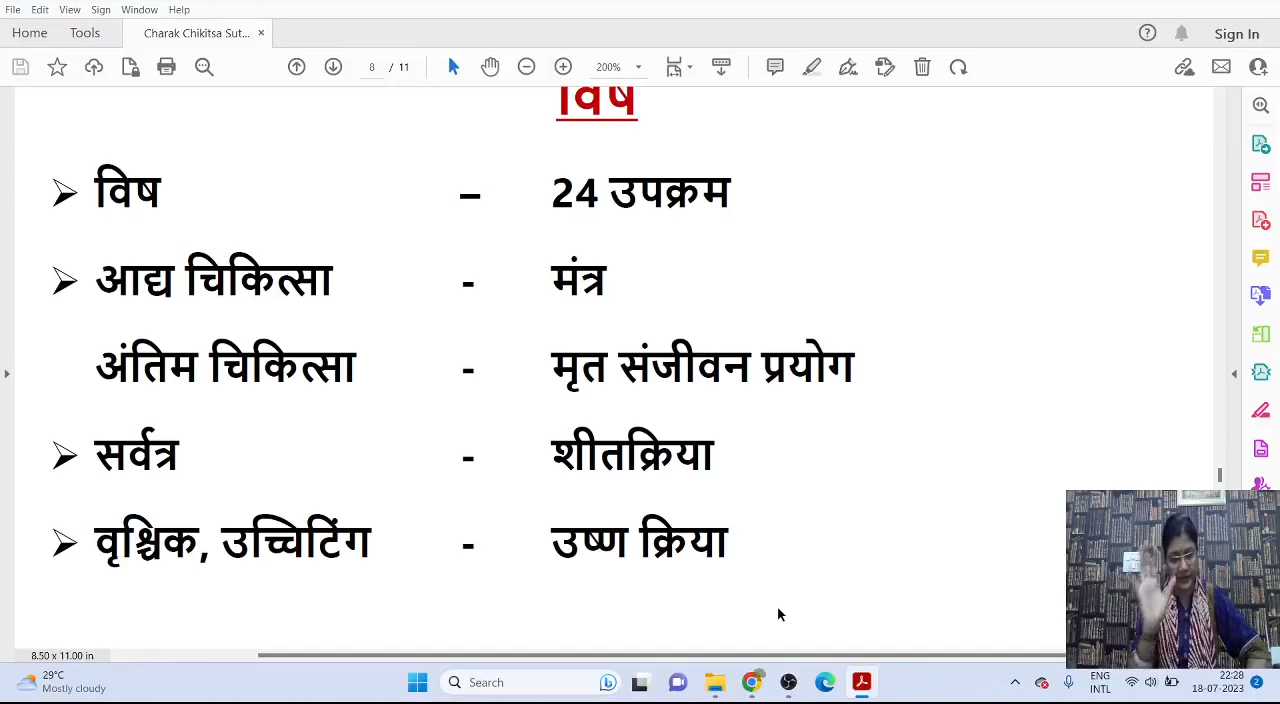 File Edit View Sign Window Help
Home Tools Charak Chikitsa Sut... × ? Sign In
8 / 11 200%
विष
➢ विष – 24 उपक्रम
➢ आद्य चिकित्सा - मंत्र
अंतिम चिकित्सा - मृत संजीवन प्रयोग
➢ सर्वत्र - शीतक्रिया
➢ वृश्चिक, उच्चिटिंग - उष्ण क्रिया
8.50 x 11.00 in
29°C
Mostly cloudy
Search
ENG
INTL
22:28
18-07-2023
2